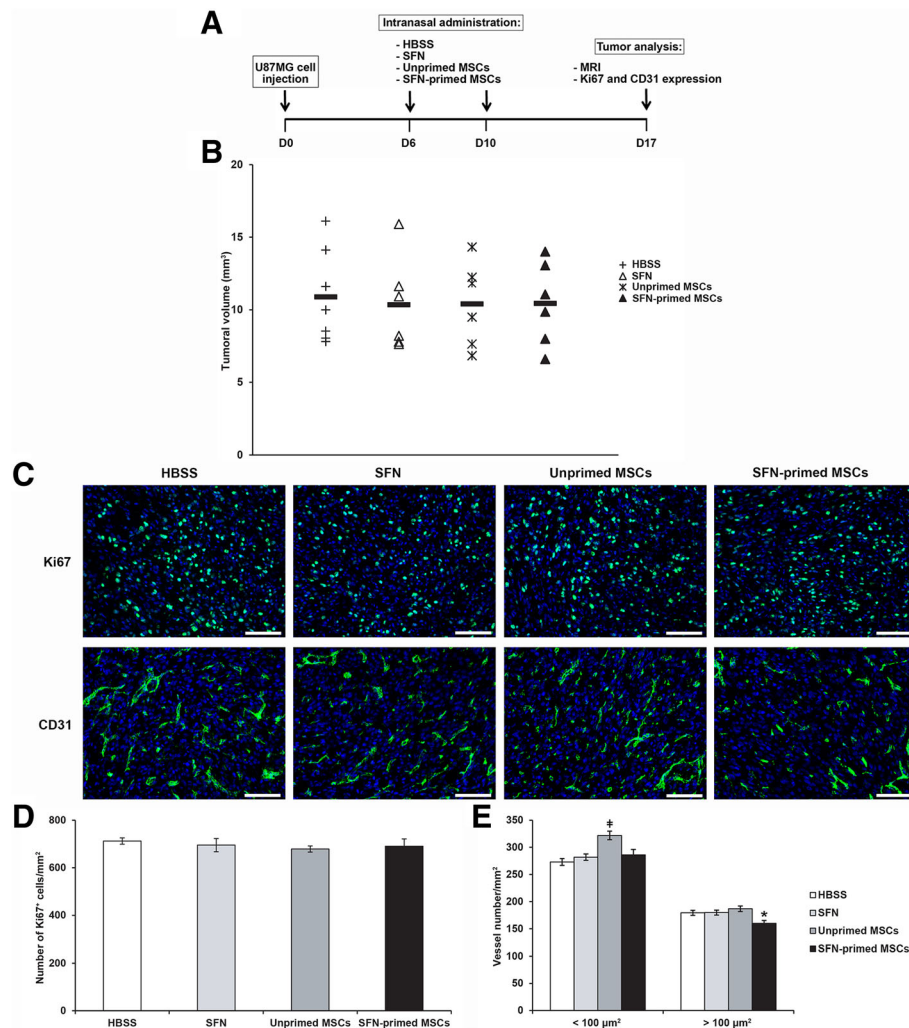 A
Intranasal administration:
- HBSS
- SFN
- Unprimed MSCs
- SFN-primed MSCs
U87MG cell
injection
Tumor analysis:
- MRI
- Ki67 and CD31 expression
D0 D6 D10 D17
B
Tumoral volume (mm³)
20
15
10
5
0
HBSS
SFN
Unprimed MSCs
SFN-primed MSCs
C
HBSS SFN Unprimed MSCs SFN-primed MSCs
Ki67
CD31
D
Number of Ki67⁺ cells/mm²
800
600
400
200
0
HBSS SFN Unprimed MSCs SFN-primed MSCs
E
Vessel number/mm²
350
300
250
200
150
100
50
0
ǂ
*
< 100 µm² > 100 µm²
HBSS
SFN
Unprimed MSCs
SFN-primed MSCs